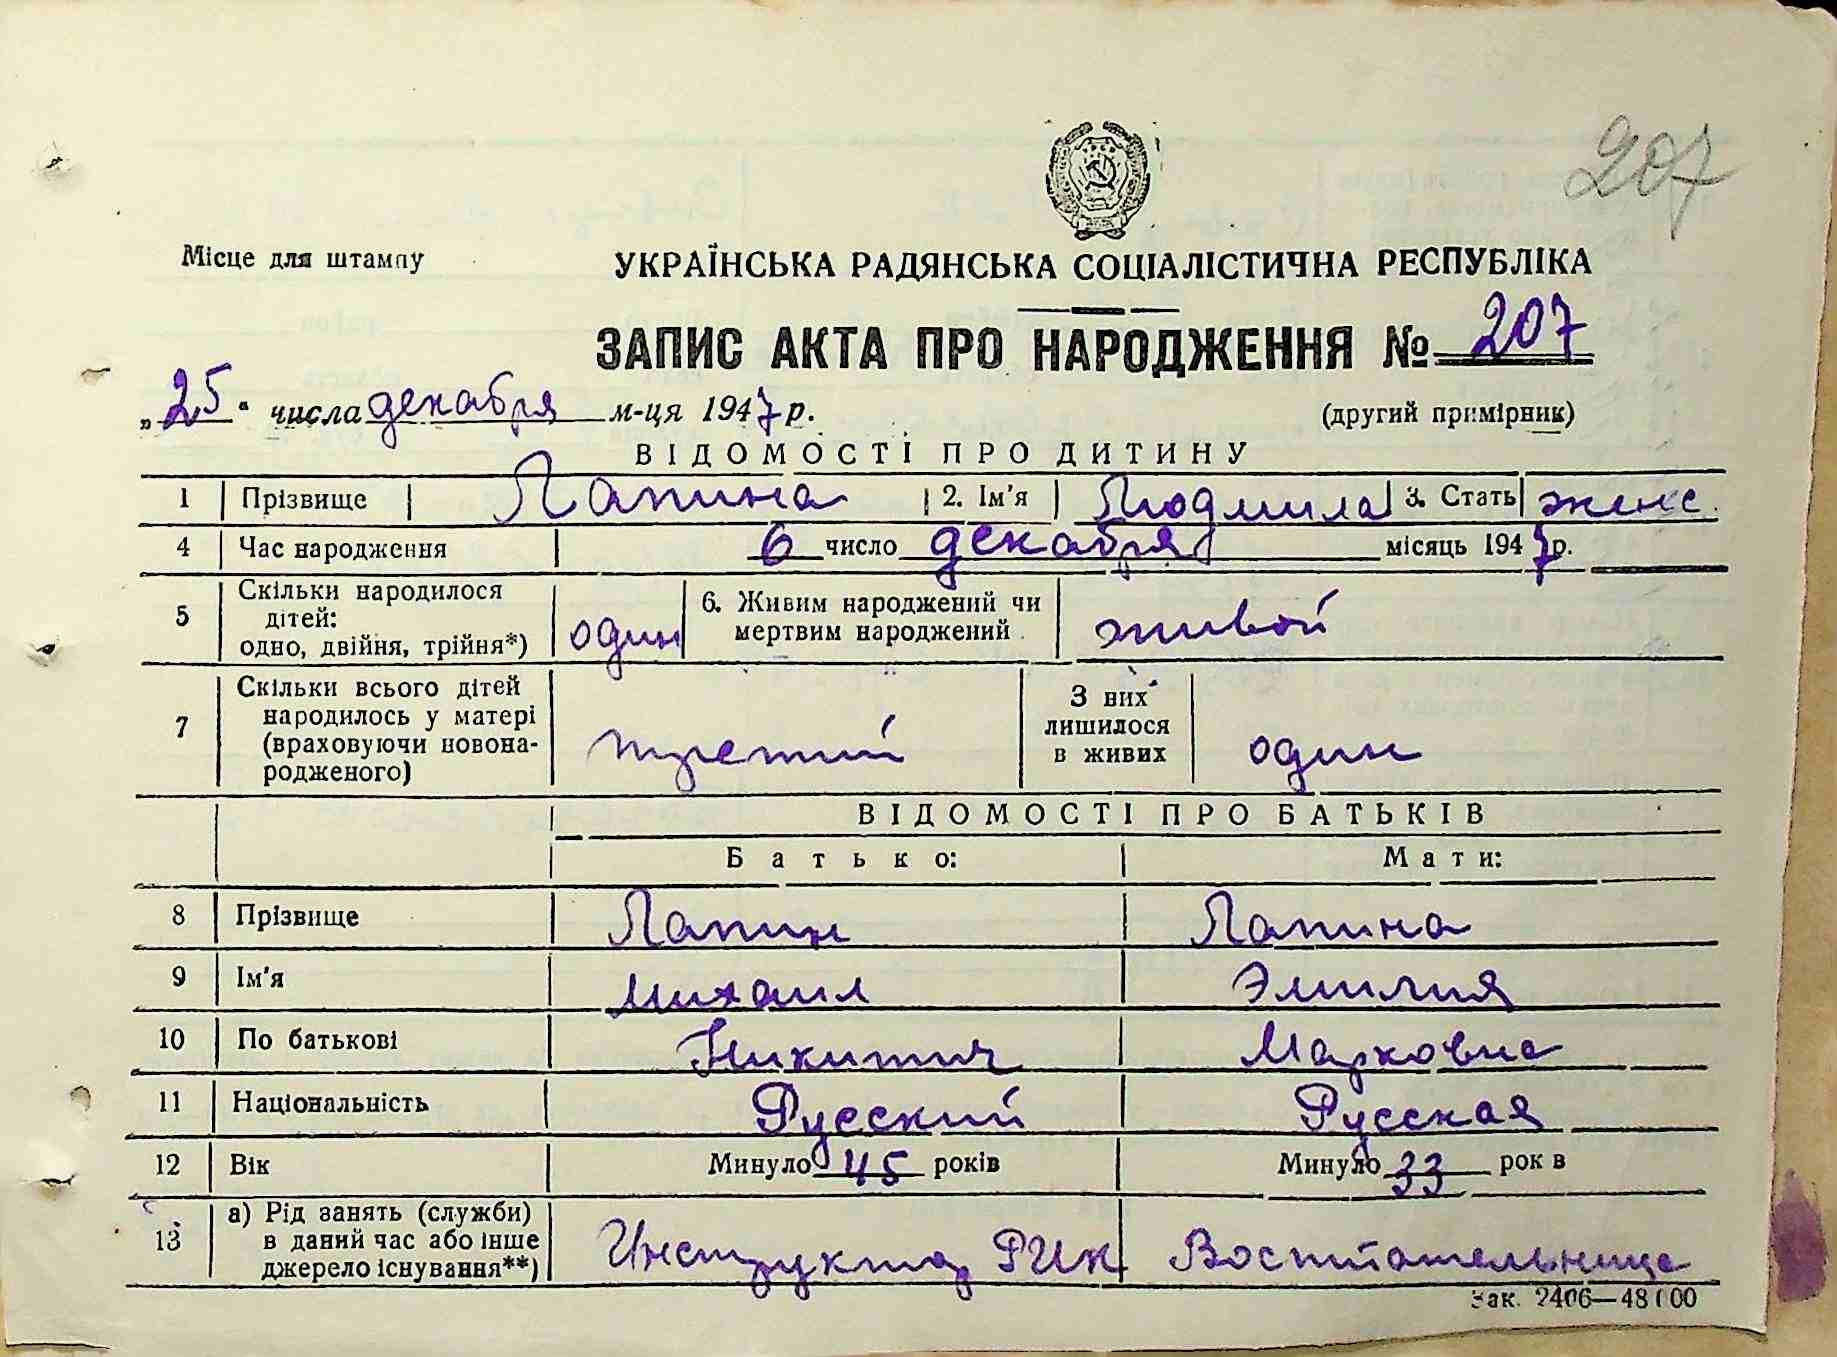 207
Місце для штампу
УКРАЇНСЬКА РАДЯНСЬКА СОЦІАЛІСТИЧНА РЕСПУБЛІКА
ЗАПИС АКТА ПРО НАРОДЖЕННЯ № 207
„25“ числа декабря м-ця 1947 р.
(другий примірник)
ВІДОМОСТІ ПРО ДИТИНУ
1 Прізвище Лапина 2. Ім'я Людмила 3. Стать женс.
4 Час народження 6 число декабря місяць 1947 р.
5 Скільки народилося дітей: одно, двійня, трійня*) один 6. Живим народжений чи мертвим народжений живой
7 Скільки всього дітей народилось у матері (враховуючи новонародженого) третий З них лишилося в живих один
ВІДОМОСТІ ПРО БАТЬКІВ
Батько: Мати:
8 Прізвище Лапин Лапина
9 Ім'я Михаил Эмилия
10 По батькові Никитич Марковна
11 Національність Русский Русская
12 Вік Минуло 45 років Минуло 33 рок в
13 а) Рід занять (служби) в даний час або інше джерело існування**) Инструктор РИК Воспитательница
Зак. 2406—48000